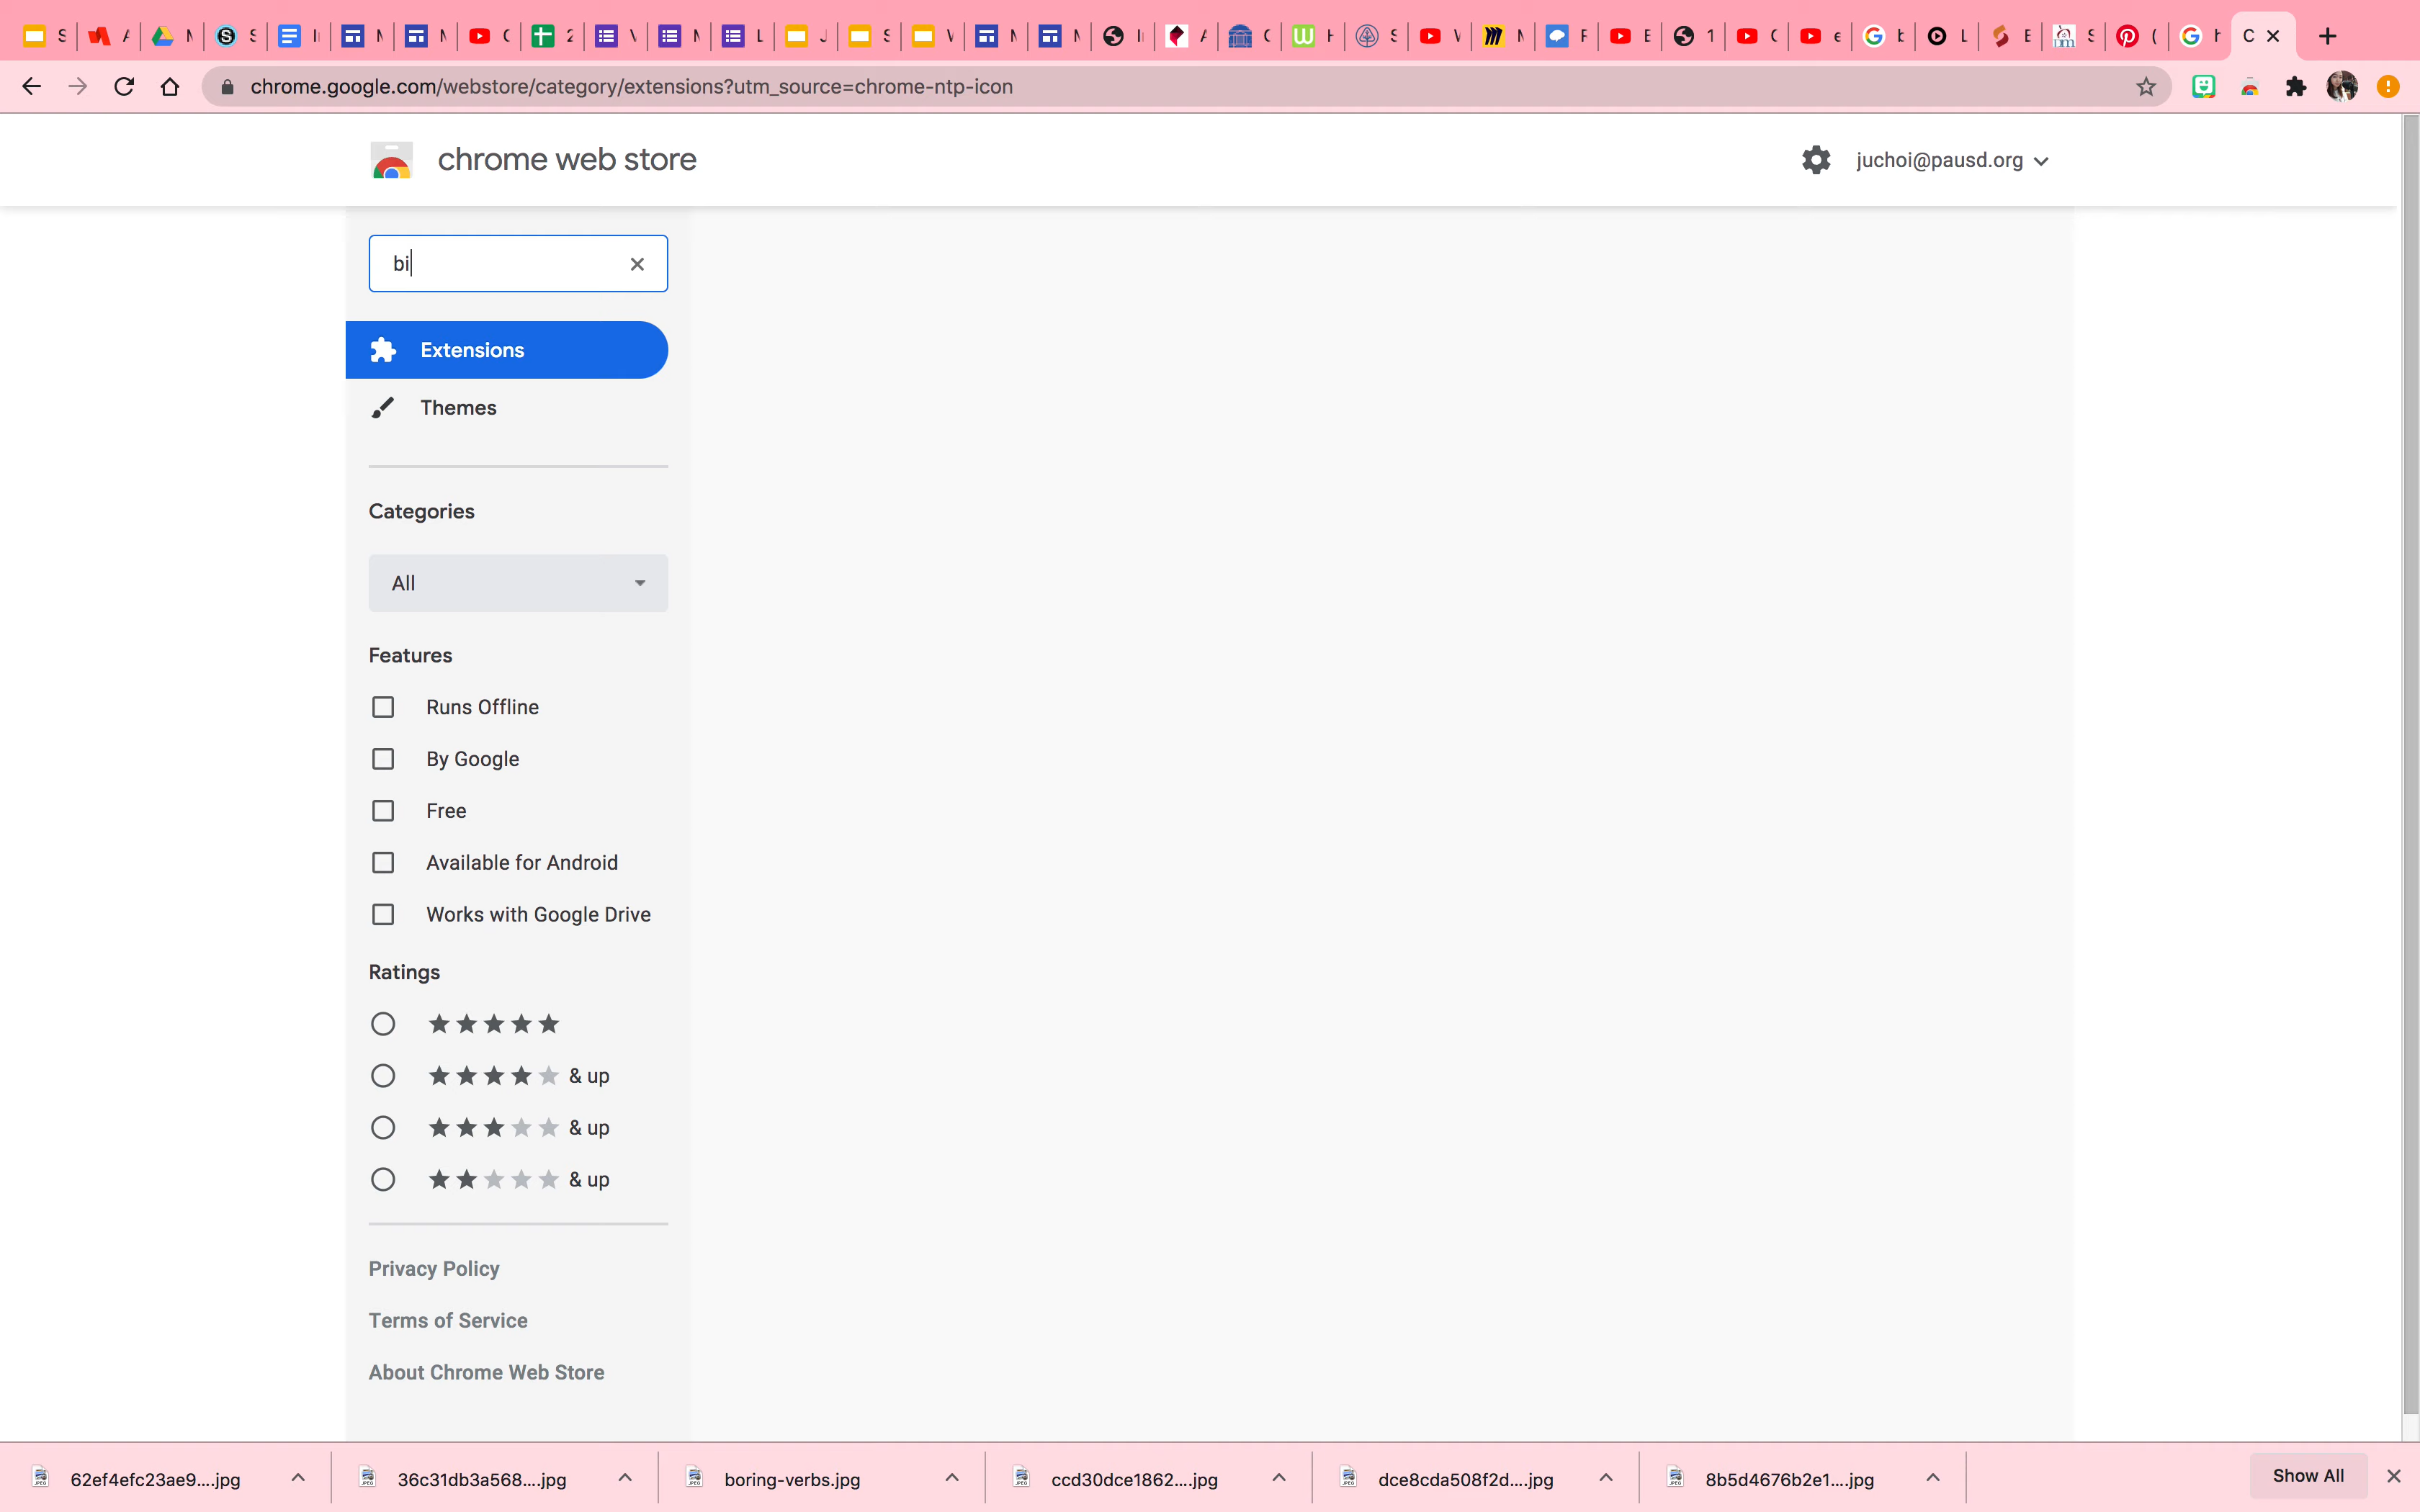 chrome.google.com/webstore/category/extensions?utm_source=chrome-ntp-icon
chrome web store
juchoi@pausd.org
bi
Extensions
Themes
Categories
All
Features
Runs Offline
By Google
Free
Available for Android
Works with Google Drive
Ratings
& up
& up
& up
Privacy Policy
Terms of Service
About Chrome Web Store
62ef4efc23ae9....jpg
36c31db3a568....jpg
boring-verbs.jpg
ccd30dce1862....jpg
dce8cda508f2d....jpg
8b5d4676b2e1....jpg
Show All